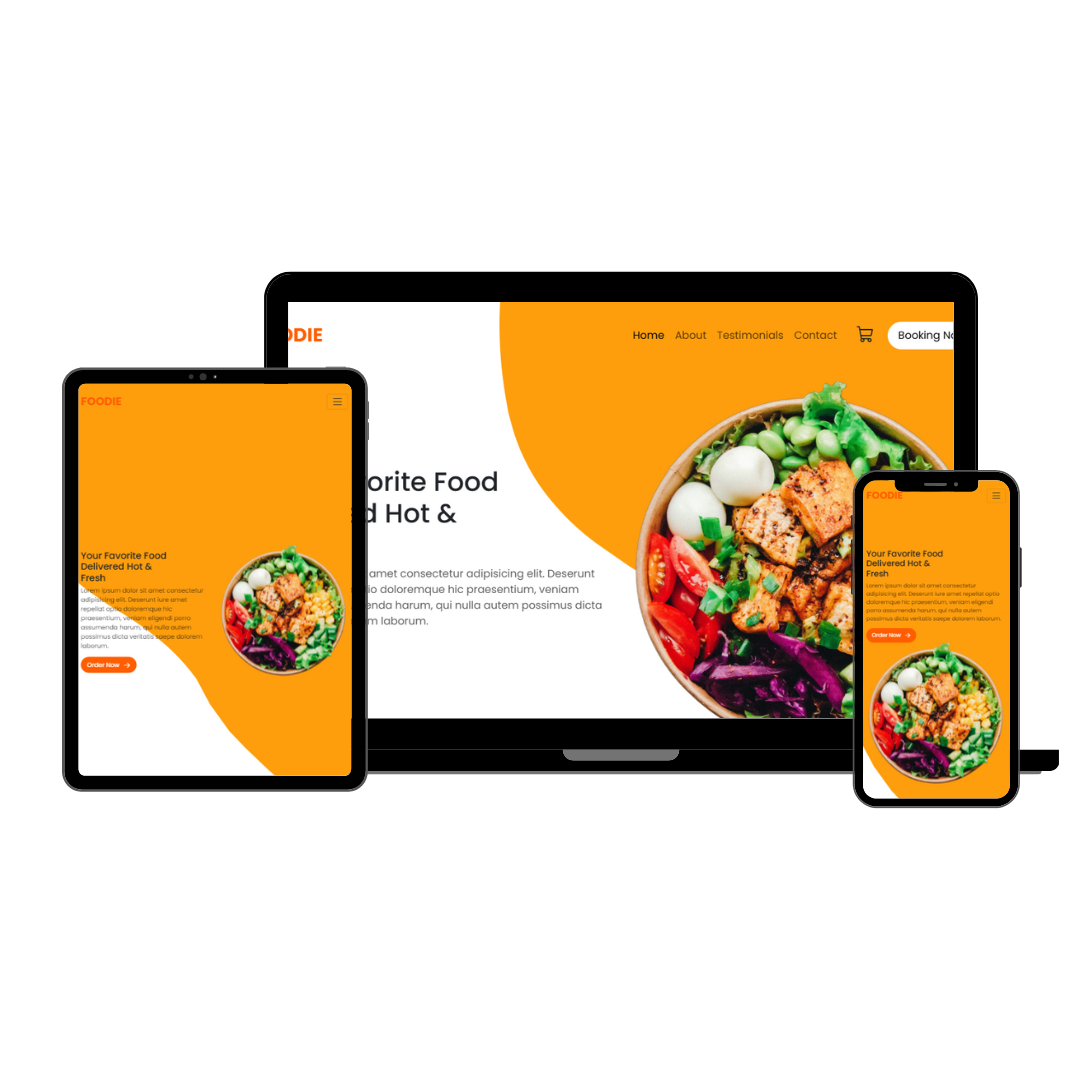 ODIE
Home About Testimonials Contact
Booking No
orite Food
d Hot &
amet consectetur adipisicing elit. Deserunt
io doloremque hic praesentium, veniam
enda harum, qui nulla autem possimus dicta
m laborum.
FOODIE
Your Favorite Food
Delivered Hot &
Fresh
Lorem ipsum dolor sit amet consectetur
adipisicing elit. Deserunt iure amet
repellat optio doloremque hic
praesentium, veniam eligendi porro
assumenda harum, qui nulla autem
possimus dicta veritatis saepe dolorem
laborum.
Order Now
FOODIE
Your Favorite Food
Delivered Hot &
Fresh
Lorem ipsum dolor sit amet consectetur
adipisicing elit. Deserunt iure amet repellat optio
doloremque hic praesentium, veniam eligendi
porro assumenda harum, qui nulla autem
possimus dicta veritatis saepe dolorem laborum.
Order Now